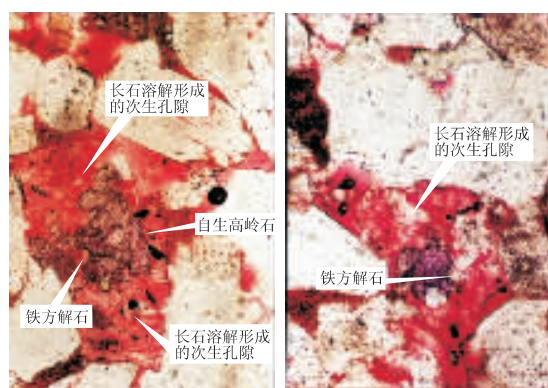 长石溶解形成
的次生孔隙
自生高岭石
铁方解石
长石溶解形成
的次生孔隙
长石溶解形成
的次生孔隙
铁方解石